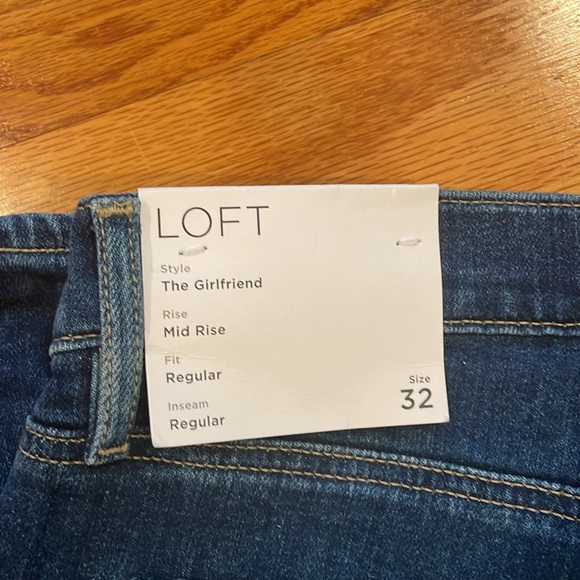 LOFT
Style
The Girlfriend
Rise
Mid Rise
Fit
Regular
Inseam
Regular
Size
32